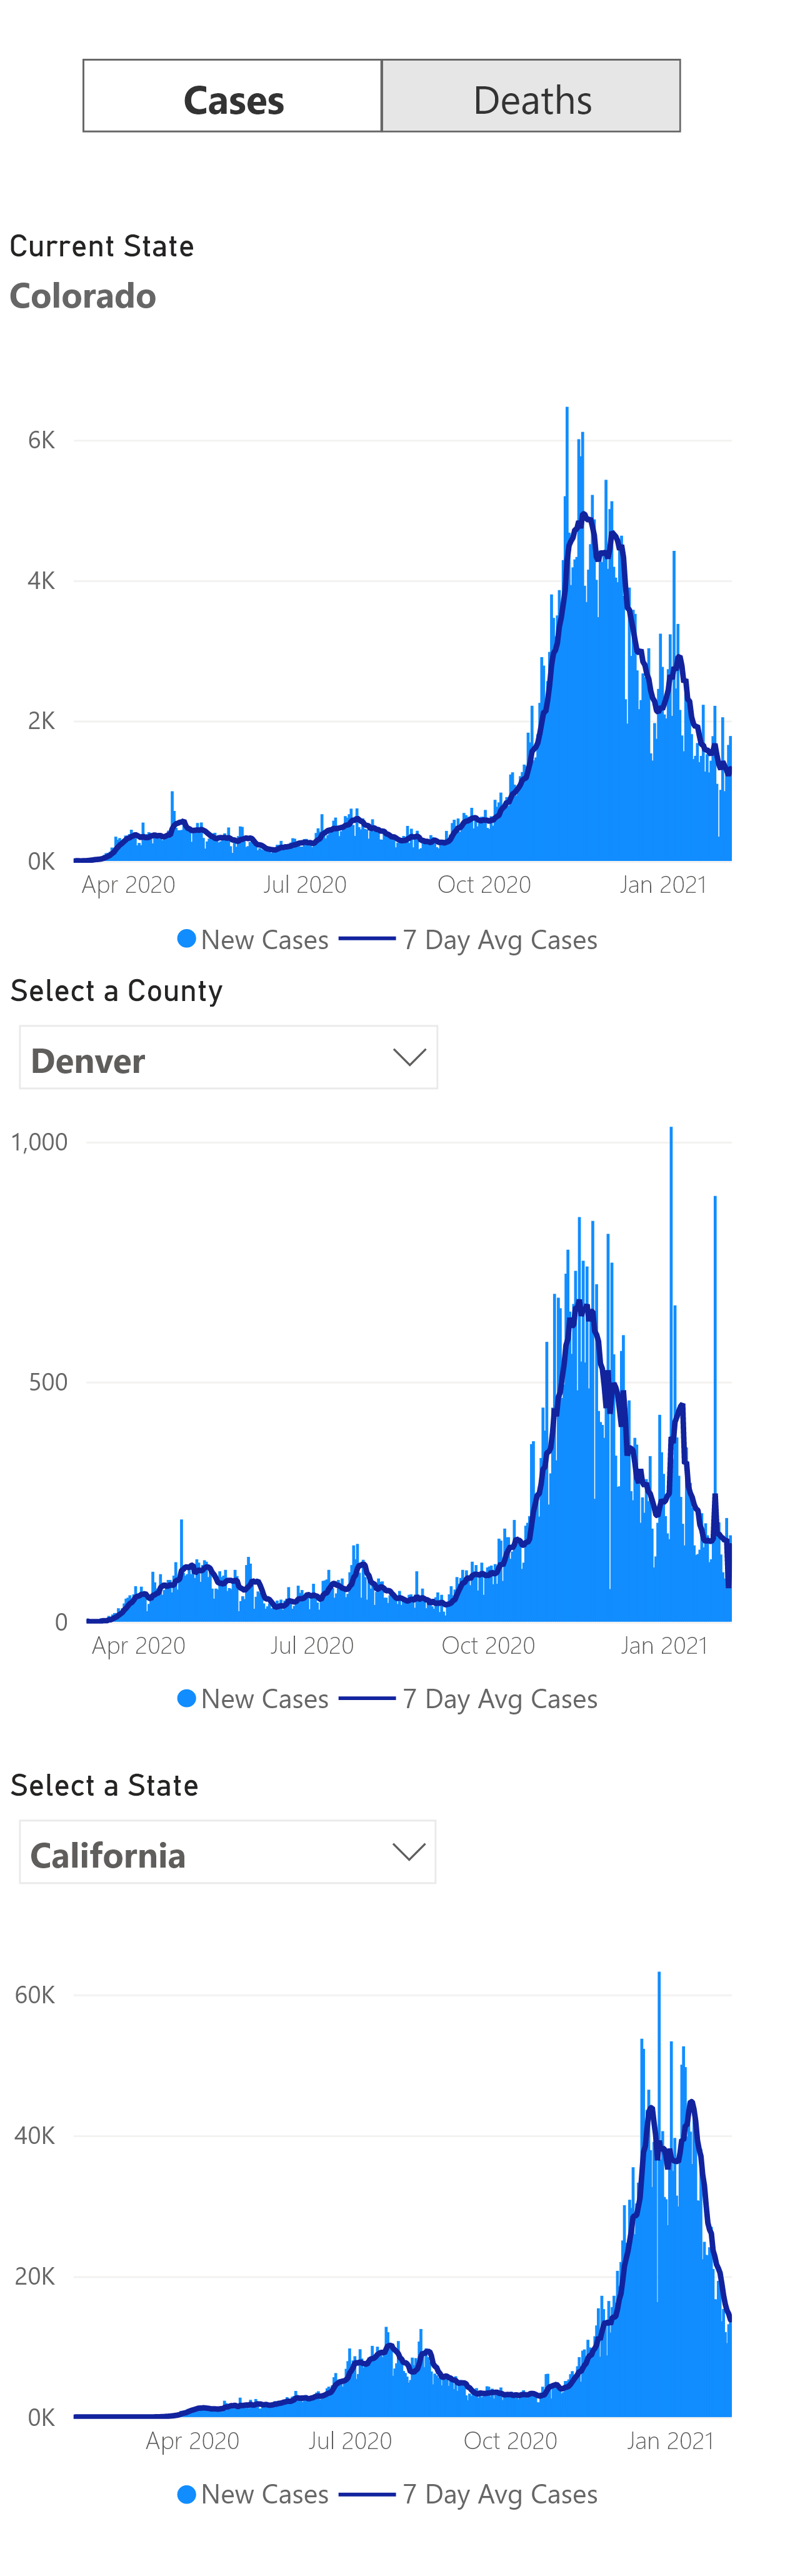 Cases Deaths
Current State
Colorado
6K
4K
2K
0K
Apr 2020 Jul 2020 Oct 2020 Jan 2021
New Cases 7 Day Avg Cases
Select a County
Denver
1,000
500
0
Apr 2020 Jul 2020 Oct 2020 Jan 2021
New Cases 7 Day Avg Cases
Select a State
California
60K
40K
20K
0K
Apr 2020 Jul 2020 Oct 2020 Jan 2021
New Cases 7 Day Avg Cases